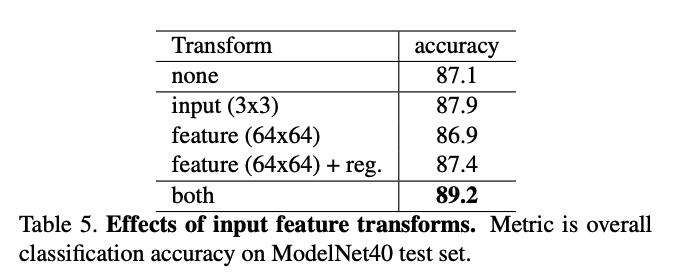 Transform accuracy
none 87.1
input (3x3) 87.9
feature (64x64) 86.9
feature (64x64) + reg. 87.4
both 89.2
Table 5. Effects of input feature transforms. Metric is overall
classification accuracy on ModelNet40 test set.